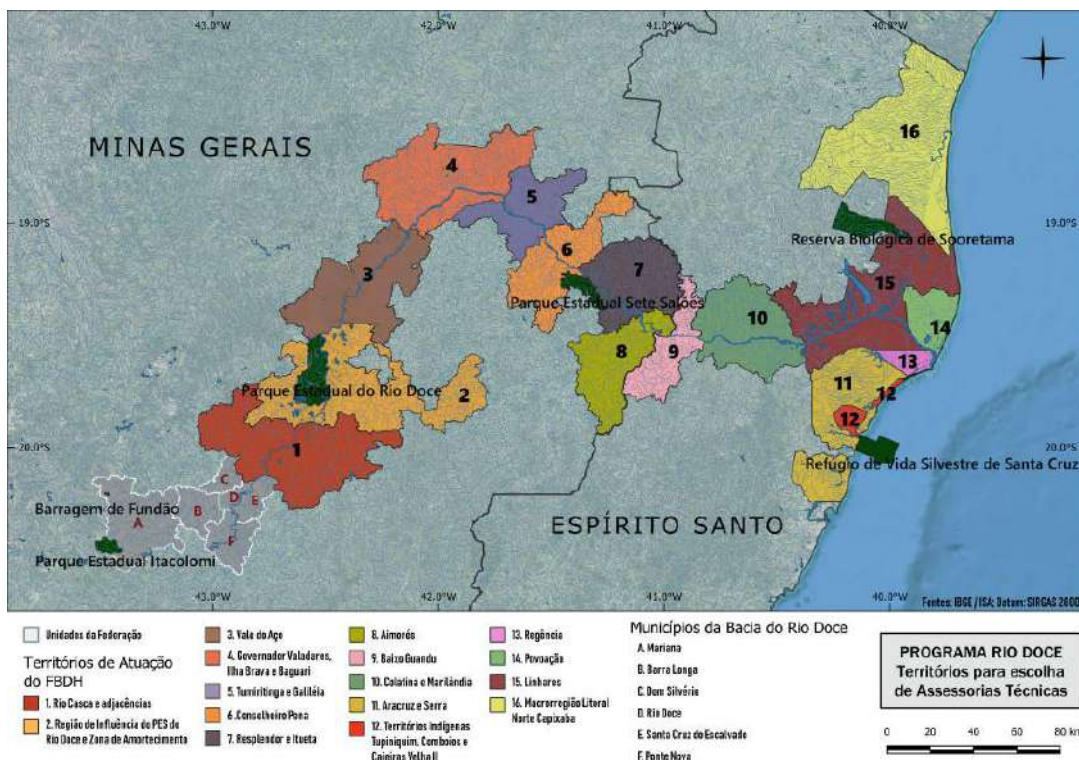 43.0°W
42.0°W
41.0°W
40.0°W
MINAS GERAIS
16
4
5
19.0°S
19.0°S
6
Reserva Biológica de Sooretama
3
7
15
Parque Estadual Sete Salões
10
14
8
9
13
Parque Estadual do Rio Doce
2
11
12
12
1
20.0°S
20.0°S
Refúgio de Vida Silvestre de Santa Cruz
C
D
E
Barragem de Fundão
B
A
F
ESPÍRITO SANTO
Parque Estadual Itacolomi
Fontes: IBGE / ISA; Datum: SIRGAS 2000
43.0°W
42.0°W
41.0°W
40.0°W
Unidades da Federação
Territórios de Atuação
do FBDH
1. Rio Casca e adjacências
2. Região de Influência do PES do
Rio Doce e Zona de Amortecimento
3. Vale do Aço
4. Governador Valadares,
Ilha Brava e Baguari
5. Tumiritinga e Galiléia
6. Conselheiro Pena
7. Resplendor e Itueta
8. Aimorés
9. Baixo Guandu
10. Colatina e Marilândia
11. Aracruz e Serra
12. Territórios Indígenas
Tupiniquim, Comboios e
Caieiras Velha II
13. Regência
14. Povoação
15. Linhares
16. Macrorregião Litoral
Norte Capixaba
Municípios da Bacia do Rio Doce
A. Mariana
B. Barra Longa
C. Dom Silvério
D. Rio Doce
E. Santa Cruz do Escalvado
F. Ponte Nova
PROGRAMA RIO DOCE
Territórios para escolha
de Assessorias Técnicas
0 20 40 60 80 km